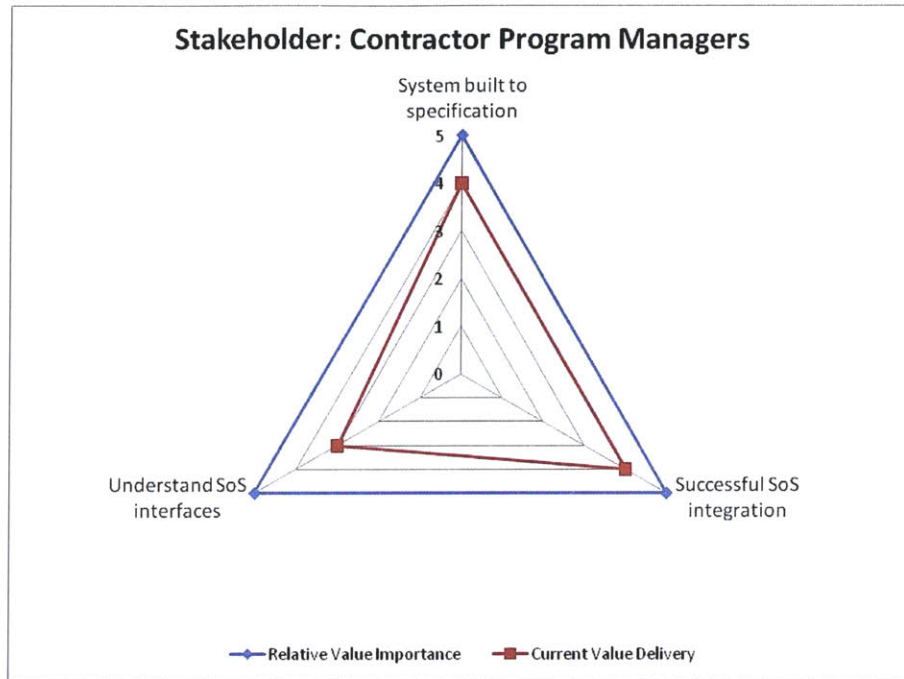 Stakeholder: Contractor Program Managers
System built to
specification
5
4
3
2
1
0
Understand SoS
interfaces
Successful SoS
integration
Relative Value Importance
Current Value Delivery